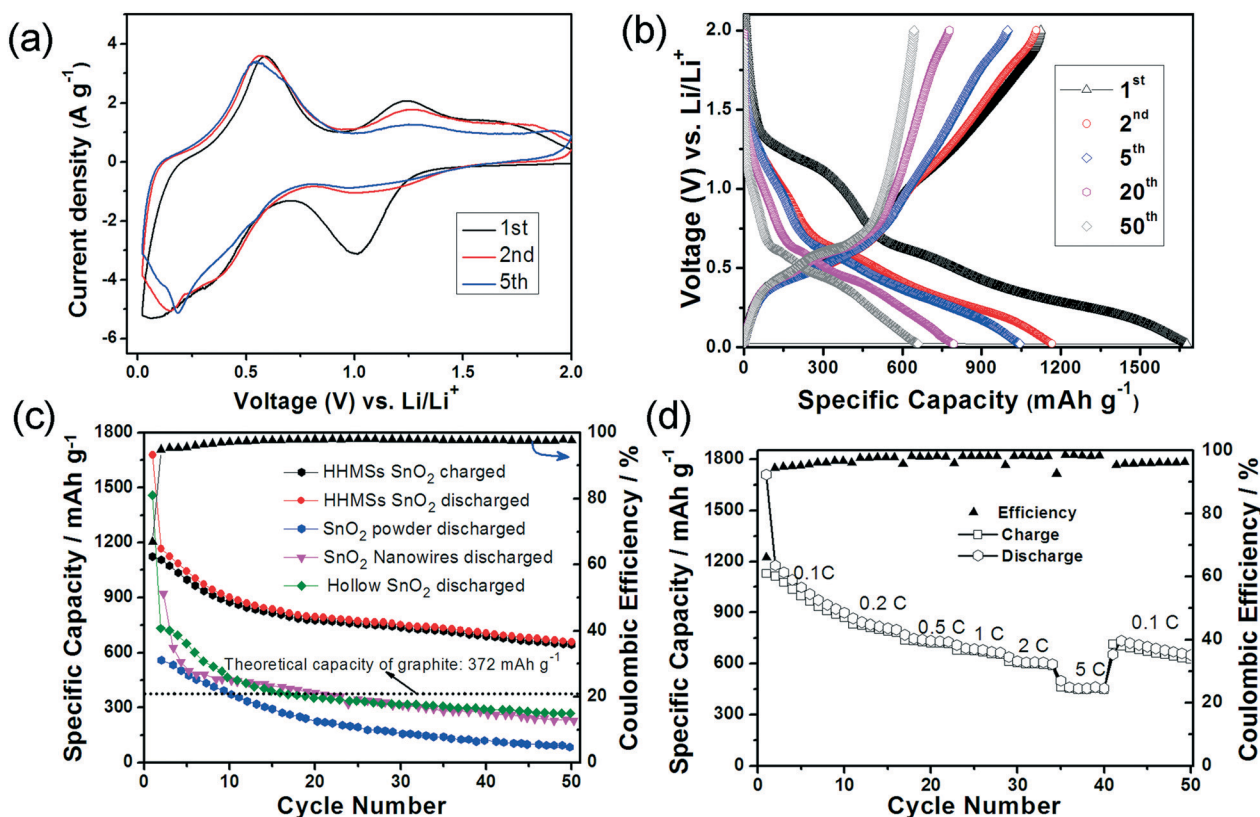 (a)
Current density (A g⁻¹)
4
2
0
-2
-4
-6
1st
2nd
5th
0.0
0.5
1.0
1.5
2.0
Voltage (V) vs. Li/Li⁺
(b)
Voltage (V) vs. Li/Li⁺
2.0
1.5
1.0
0.5
0.0
1ˢᵗ
2ⁿᵈ
5ᵗʰ
20ᵗʰ
50ᵗʰ
0
300
600
900
1200
1500
Specific Capacity (mAh g⁻¹)
(c)
Specific Capacity / mAh g⁻¹
1800
1500
1200
900
600
300
0
HHMSs SnO₂ charged
HHMSs SnO₂ discharged
SnO₂ powder discharged
SnO₂ Nanowires discharged
Hollow SnO₂ discharged
Theoretical capacity of graphite: 372 mAh g⁻¹
100
80
60
40
20
0
Coulombic Efficiency / %
0
10
20
30
40
50
Cycle Number
(d)
Specific Capacity / mAh g⁻¹
1800
1500
1200
900
600
300
0
Efficiency
Charge
Discharge
0.1C
0.2 C
0.5 C
1 C
2 C
5 C
0.1 C
100
80
60
40
20
0
Coulombic Efficiency / %
0
10
20
30
40
50
Cycle Number